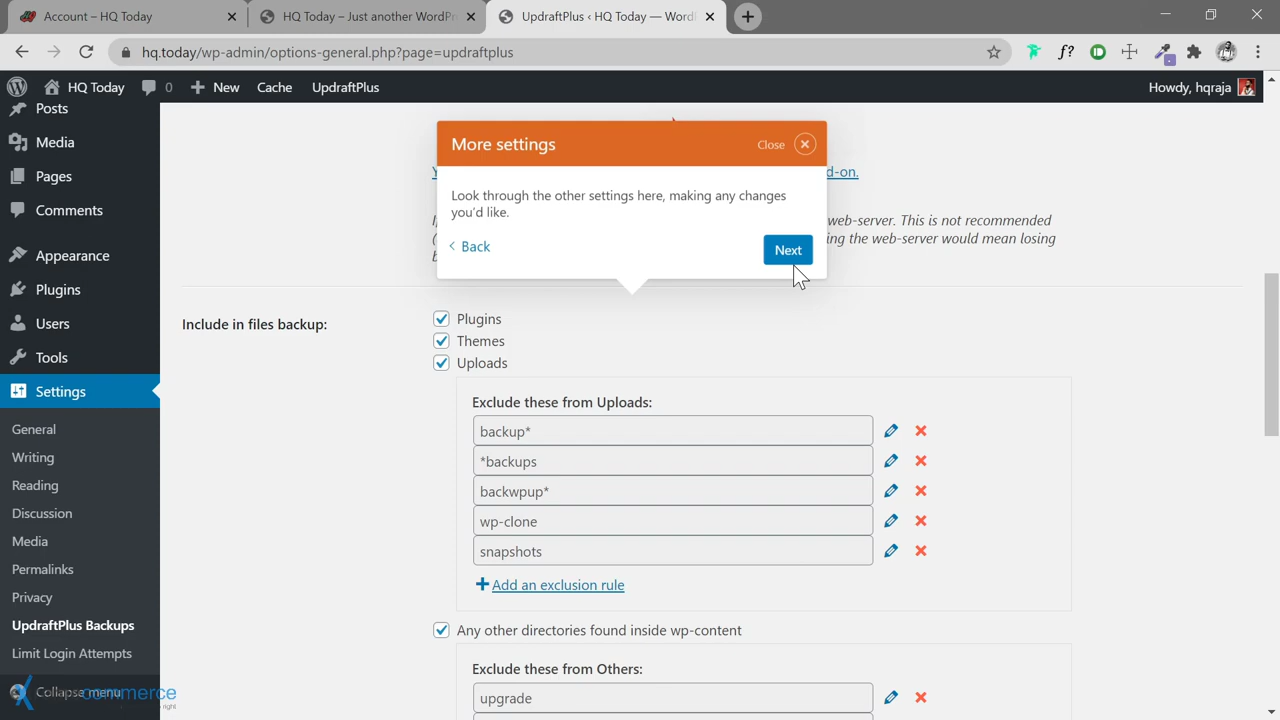 Account – HQ Today
HQ Today – Just another WordPr
UpdraftPlus ‹ HQ Today — Word
hq.today/wp-admin/options-general.php?page=updraftplus
f?
HQ Today
0
New
Cache
UpdraftPlus
Howdy, hqraja
Posts
Media
Pages
Comments
Appearance
Plugins
Users
Tools
Settings
General
Writing
Reading
Discussion
Media
Permalinks
Privacy
UpdraftPlus Backups
Limit Login Attempts
Collapse menu
commerce
right
More settings
Close
Look through the other settings here, making any changes
you'd like.
Back
Next
d-on.
web-server. This is not recommended
ing the web-server would mean losing
Include in files backup:
Plugins
Themes
Uploads
Exclude these from Uploads:
backup*
*backups
backwpup*
wp-clone
snapshots
Add an exclusion rule
Any other directories found inside wp-content
Exclude these from Others:
upgrade